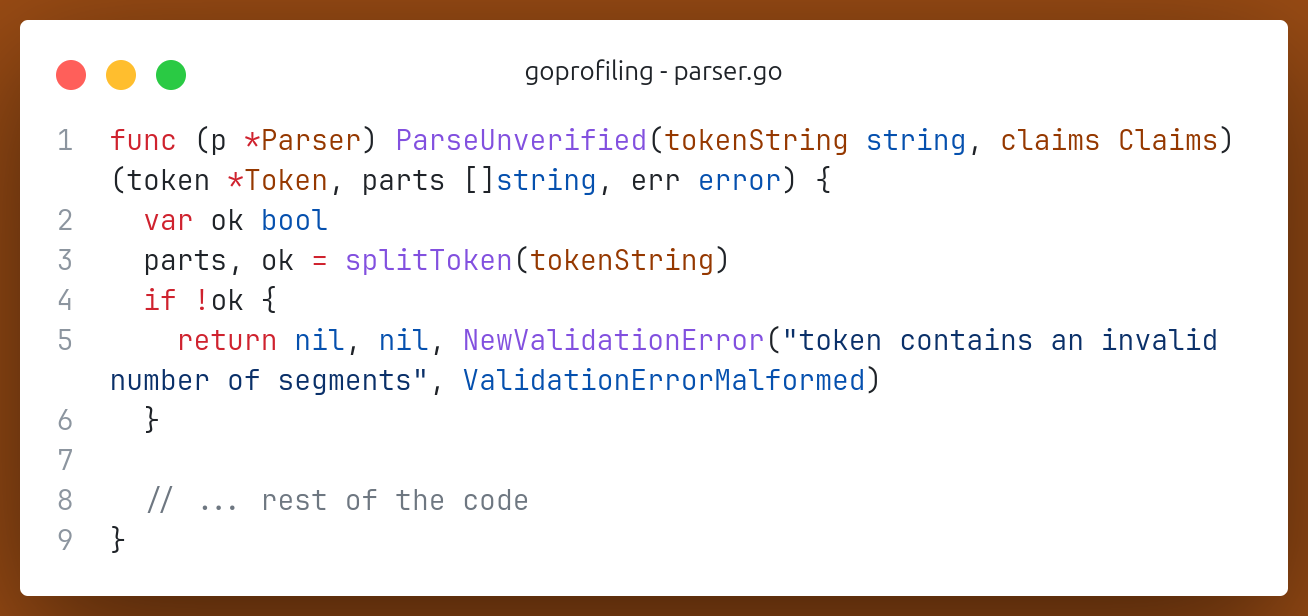 goprofiling - parser.go
1 func (p *Parser) ParseUnverified(tokenString string, claims Claims)
(token *Token, parts []string, err error) {
2   var ok bool
3   parts, ok = splitToken(tokenString)
4   if !ok {
5     return nil, nil, NewValidationError("token contains an invalid
number of segments", ValidationErrorMalformed)
6   }
7
8   // ... rest of the code
9 }